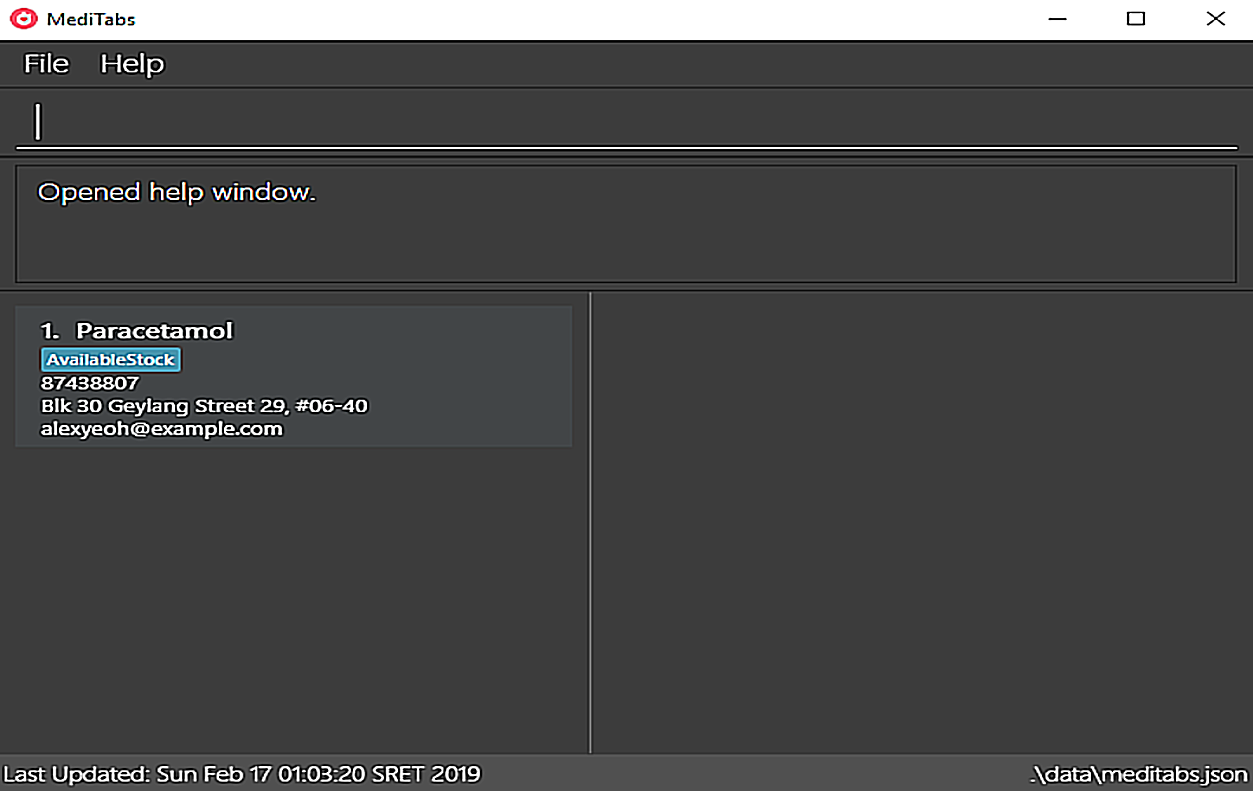 MediTabs
File Help
Opened help window.
1. Paracetamol
AvailableStock
87438807
Blk 30 Geylang Street 29, #06-40
alexyeoh@example.com
Last Updated: Sun Feb 17 01:03:20 SRET 2019 .\data\meditabs.json